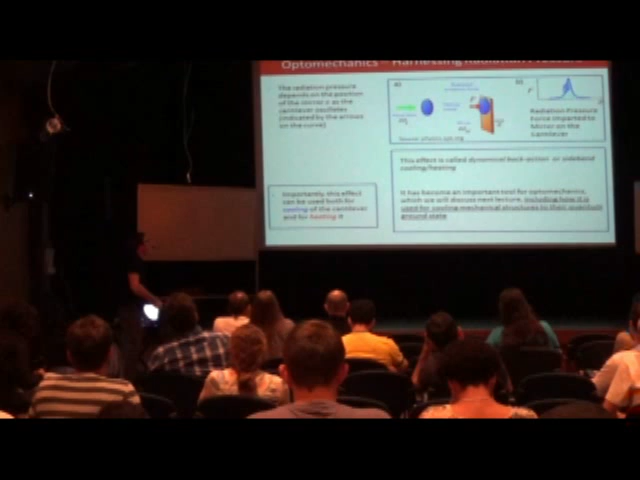 Optomechanics – Harnessing Radiation Pressure
The radiation pressure
depends on the position
of the mirror as the
cantilever oscillates
(indicated by the arrows
on the curve)
Radiation Pressure
Force imparted to
Mirror on the
Cantilever
This effect is called dynamical back-action or sideband
cooling/heating
Importantly, this effect
can be used both for
cooling of the cantilever
and for heating it
It has become an important tool for optomechanics,
which we will discuss next lecture, including how it is
used for cooling mechanical structures to their quantum
ground state